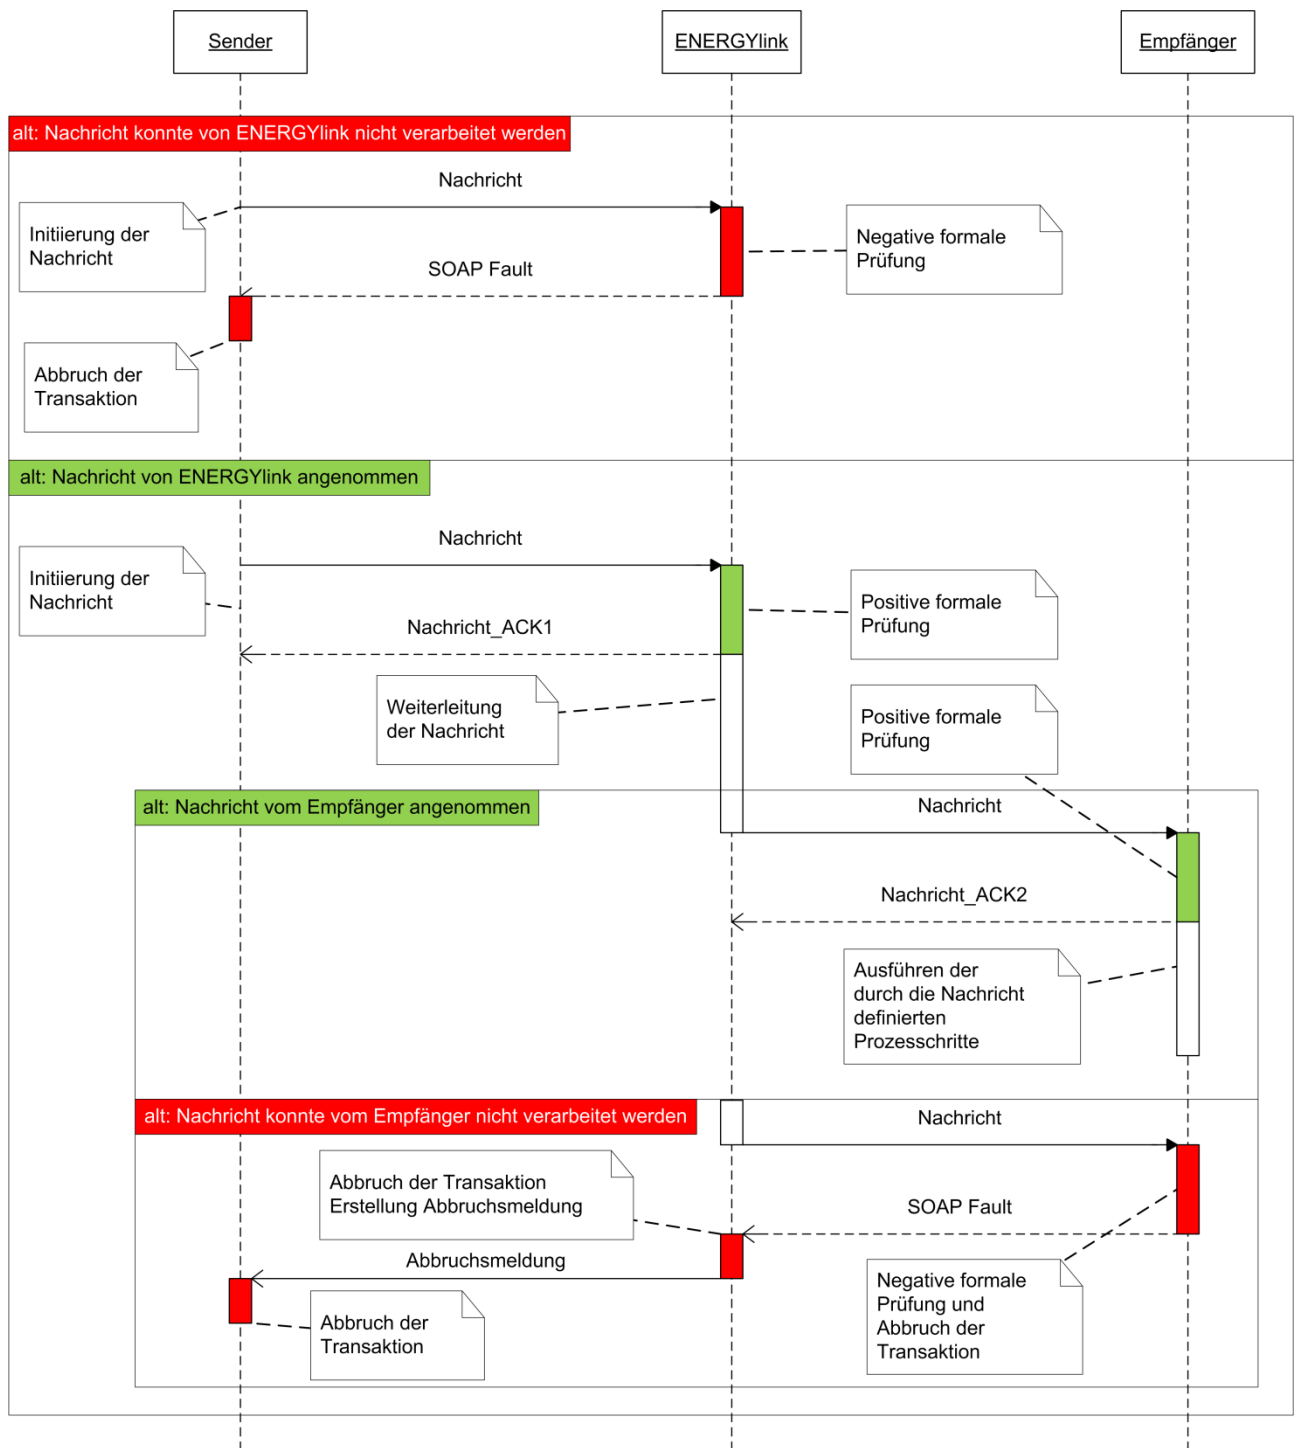 Sender
ENERGYlink
Empfänger
alt: Nachricht konnte von ENERGYlink nicht verarbeitet werden
Nachricht
Initiierung der
Nachricht
Negative formale
Prüfung
SOAP Fault
Abbruch der
Transaktion
alt: Nachricht von ENERGYlink angenommen
Nachricht
Initiierung der
Nachricht
Positive formale
Prüfung
Nachricht_ACK1
Weiterleitung
der Nachricht
Positive formale
Prüfung
alt: Nachricht vom Empfänger angenommen
Nachricht
Nachricht_ACK2
Ausführen der
durch die Nachricht
definierten
Prozesschritte
alt: Nachricht konnte vom Empfänger nicht verarbeitet werden
Nachricht
Abbruch der Transaktion
Erstellung Abbruchsmeldung
SOAP Fault
Abbruchsmeldung
Negative formale
Prüfung und
Abbruch der
Transaktion
Abbruch der
Transaktion